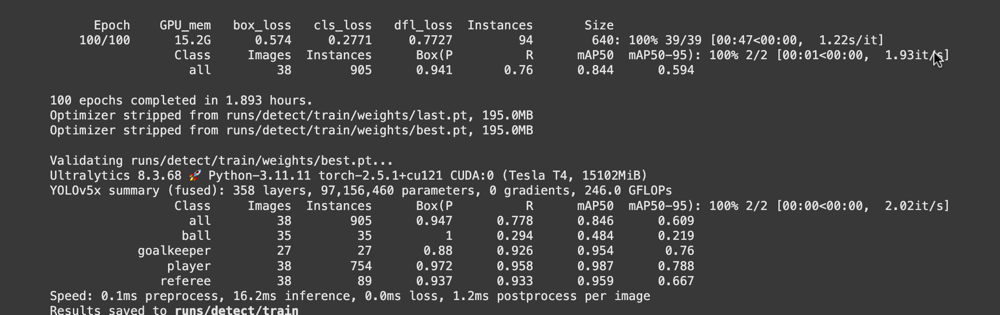 Epoch GPU_mem box_loss cls_loss dfl_loss Instances Size
100/100 15.2G 0.574 0.2771 0.7727 94 640: 100% 39/39 [00:47<00:00, 1.22s/it]
Class Images Instances Box(P R mAP50 mAP50-95): 100% 2/2 [00:01<00:00, 1.93it/s]
all 38 905 0.941 0.76 0.844 0.594
100 epochs completed in 1.893 hours.
Optimizer stripped from runs/detect/train/weights/last.pt, 195.0MB
Optimizer stripped from runs/detect/train/weights/best.pt, 195.0MB
Validating runs/detect/train/weights/best.pt...
Ultralytics 8.3.68 🚀 Python-3.11.11 torch-2.5.1+cu121 CUDA:0 (Tesla T4, 15102MiB)
YOLOv5x summary (fused): 358 layers, 97,156,460 parameters, 0 gradients, 246.0 GFLOPs
Class Images Instances Box(P R mAP50 mAP50-95): 100% 2/2 [00:00<00:00, 2.02it/s]
all 38 905 0.947 0.778 0.846 0.609
ball 35 35 1 0.294 0.484 0.219
goalkeeper 27 27 0.88 0.926 0.954 0.76
player 38 754 0.972 0.958 0.987 0.788
referee 38 89 0.937 0.933 0.959 0.667
Speed: 0.1ms preprocess, 16.2ms inference, 0.0ms loss, 1.2ms postprocess per image
Results saved to runs/detect/train